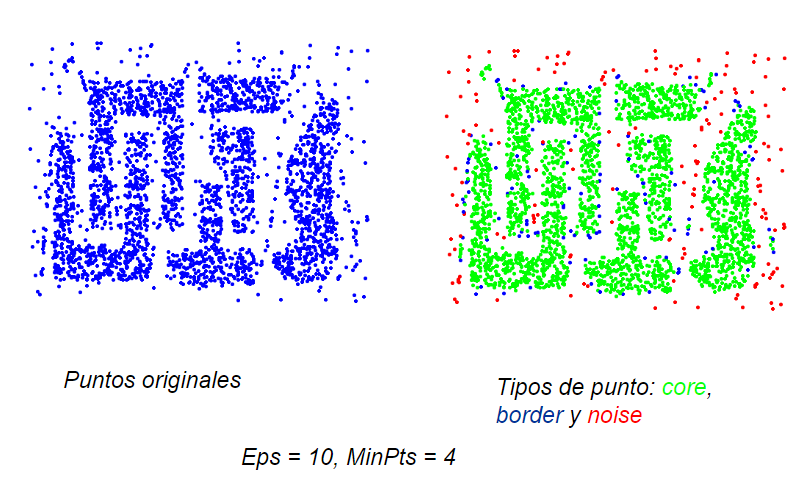 Puntos originales
Tipos de punto: core,
border y noise
Eps = 10, MinPts = 4